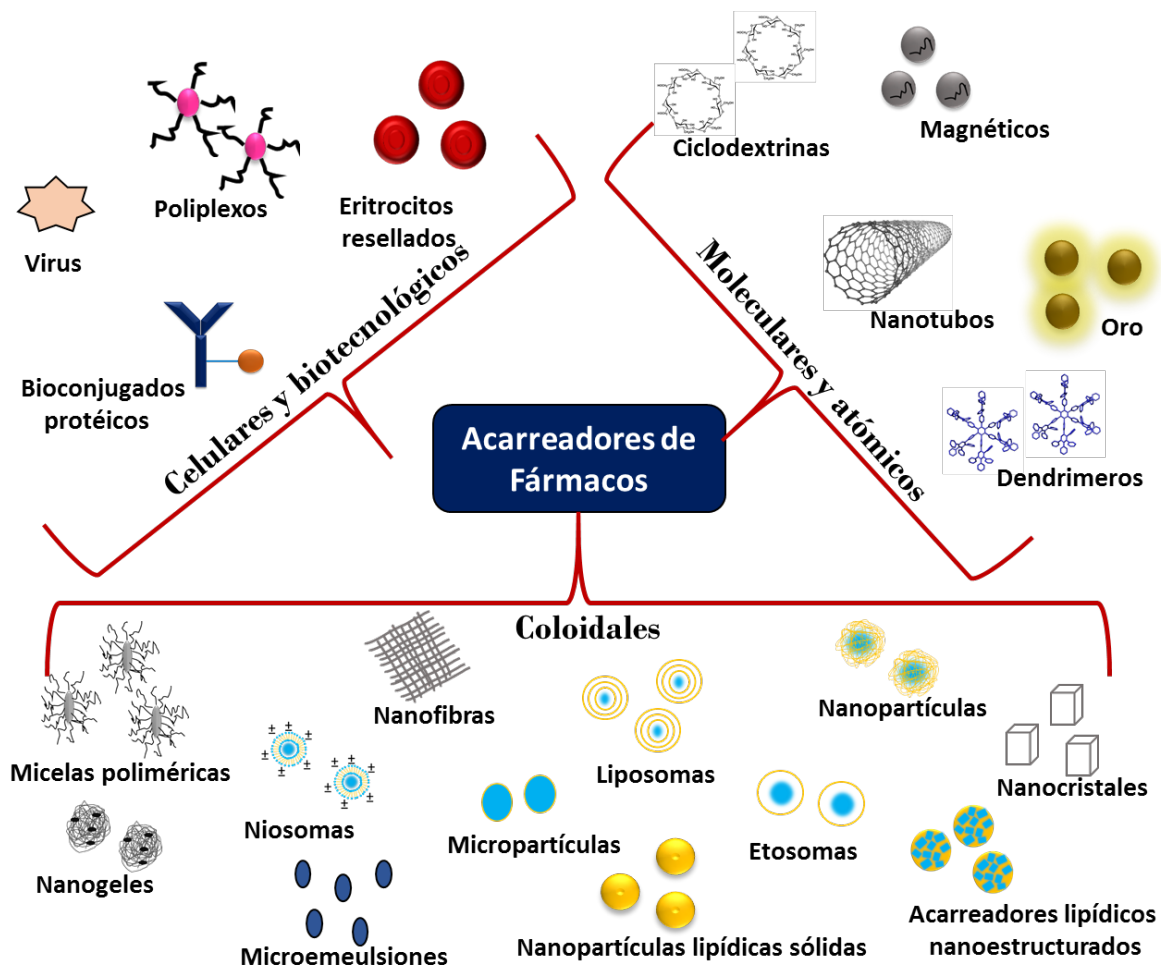 Acarreadores de
Fármacos
Celulares y biotecnológicos
Poliplexos
Eritrocitos
resellados
Virus
Bioconjugados
protéicos
Moleculares y atómicos
Ciclodextrinas
Magnéticos
Nanotubos
Oro
Dendrimeros
Coloidales
Nanofibras
Nanopartículas
Micelas poliméricas
Liposomas
Nanocristales
Niosomas
Micropartículas
Etosomas
Nanogeles
Microemeulsiones
Nanopartículas lipídicas sólidas
Acarreadores lipídicos
nanoestructurados